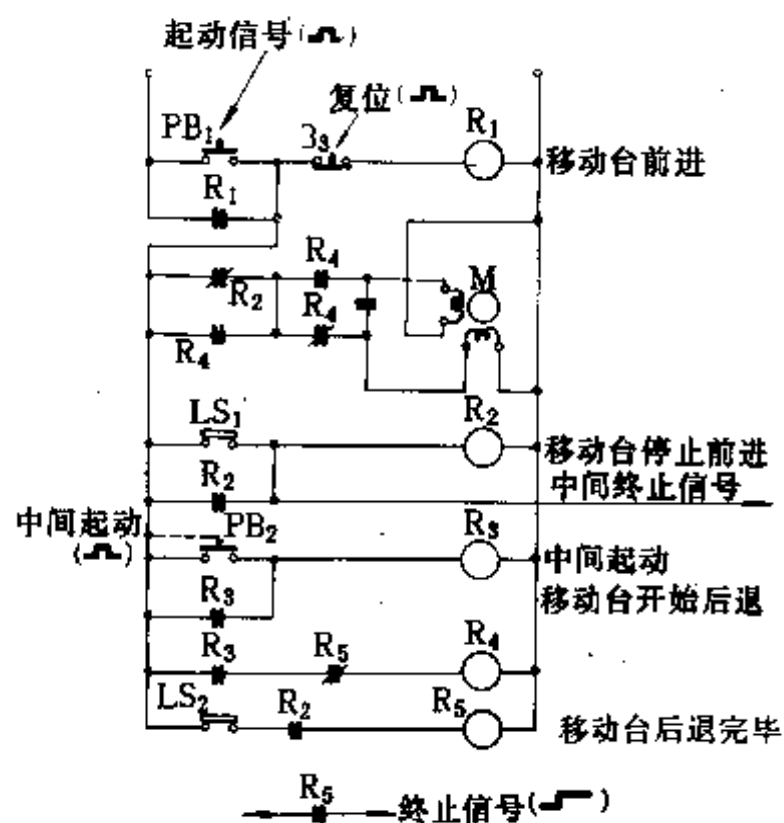 起动信号( )
复位( )
PB₁
B₃
R₁
移动台前进
R₁
R₄
M
R₂
R₄
R₄
LS₁
R₂
移动台停止前进
R₂
中间终止信号
中间起动
( )
PB₂
R₃
中间起动
R₃
移动台开始后退
R₃
R₅
R₄
LS₂
R₂
R₅
移动台后退完毕
R₅
终止信号( )